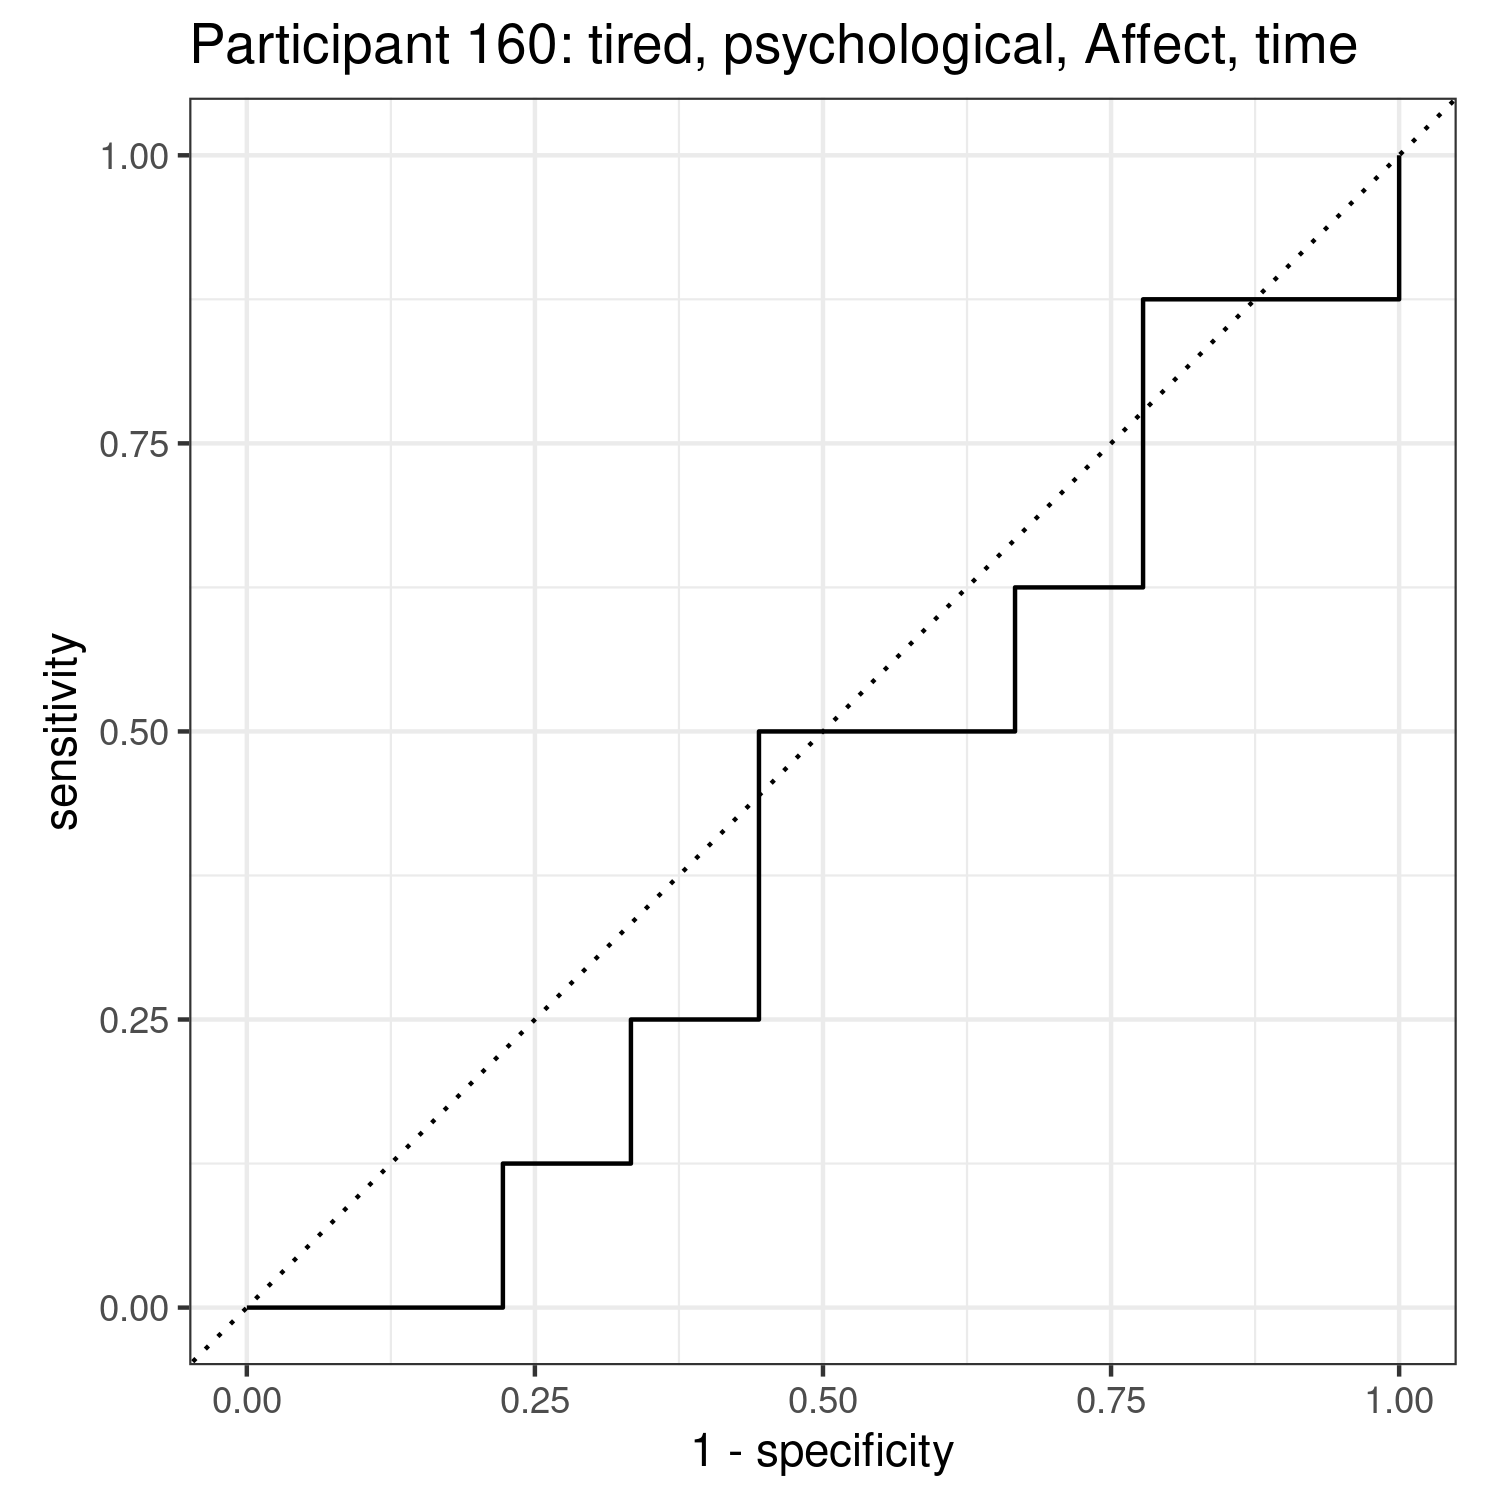 Participant 160: tired, psychological, Affect, time
1.00
0.75
0.50
0.25
0.00
sensitivity
0.00 0.25 0.50 0.75 1.00
1 - specificity